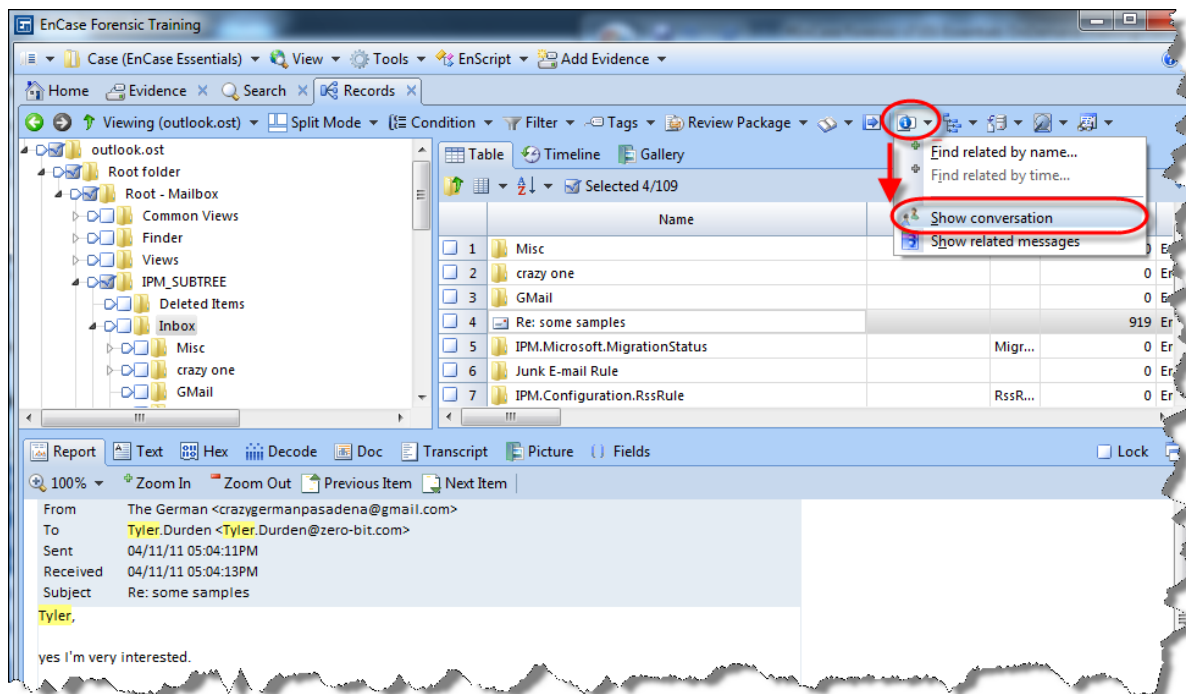 EnCase Forensic Training
Case (EnCase Essentials) View Tools EnScript Add Evidence
Home Evidence Search Records
Viewing (outlook.ost) Split Mode Condition Filter Tags Review Package
outlook.ost
Root folder
Root - Mailbox
Common Views
Finder
Views
IPM_SUBTREE
Deleted Items
Inbox
Misc
crazy one
GMail
Table Timeline Gallery
Selected 4/109
Name
1 Misc 0
2 crazy one 0
3 GMail 0
4 Re: some samples 919 Er
5 IPM.Microsoft.MigrationStatus Migr... 0 Er
6 Junk E-mail Rule 0 Er
7 IPM.Configuration.RssRule RssR... 0 Er
Find related by name...
Find related by time...
Show conversation
Show related messages
Report Text Hex Decode Doc Transcript Picture Fields Lock
100% Zoom In Zoom Out Previous Item Next Item
From The German <crazygermanpasadena@gmail.com>
To Tyler.Durden <Tyler.Durden@zero-bit.com>
Sent 04/11/11 05:04:11PM
Received 04/11/11 05:04:13PM
Subject Re: some samples
Tyler,
yes I'm very interested.